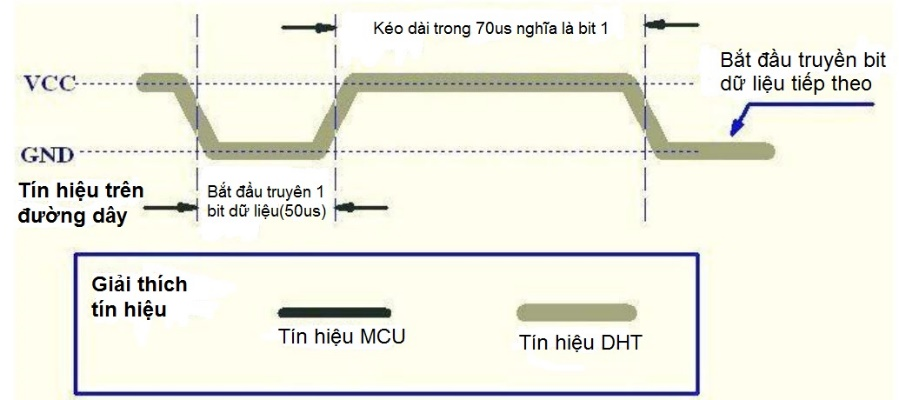 Kéo dài trong 70us nghĩa là bit 1
Bắt đầu truyền bit
dữ liệu tiếp theo
VCC
GND
Tín hiệu trên
đường dây
Bắt đầu truyên 1
bit dữ liệu(50us)
Giải thích
tín hiệu
Tín hiệu MCU
Tín hiệu DHT